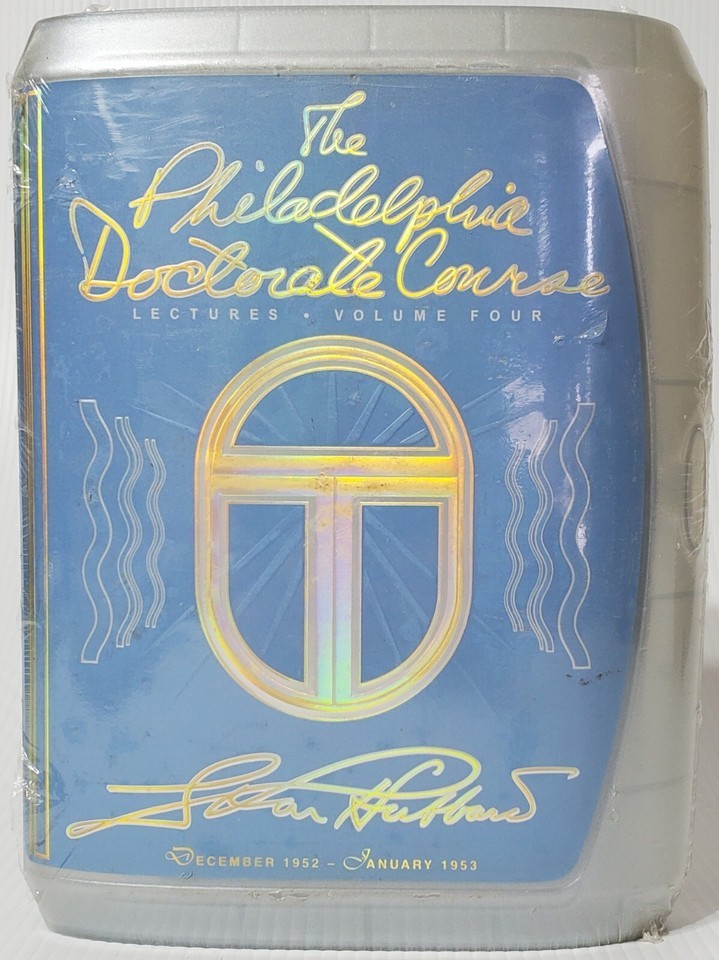 The
Philadelphia
Doctorate Course
LECTURES • VOLUME FOUR
L Ron Hubbard
DECEMBER 1952 – JANUARY 1953